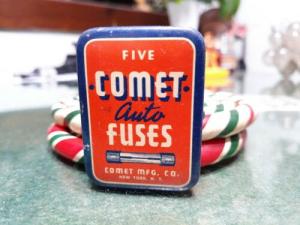 FIVE
COMET
Auto
FUSES
COMET MFG. CO.
NEW YORK, N. Y.